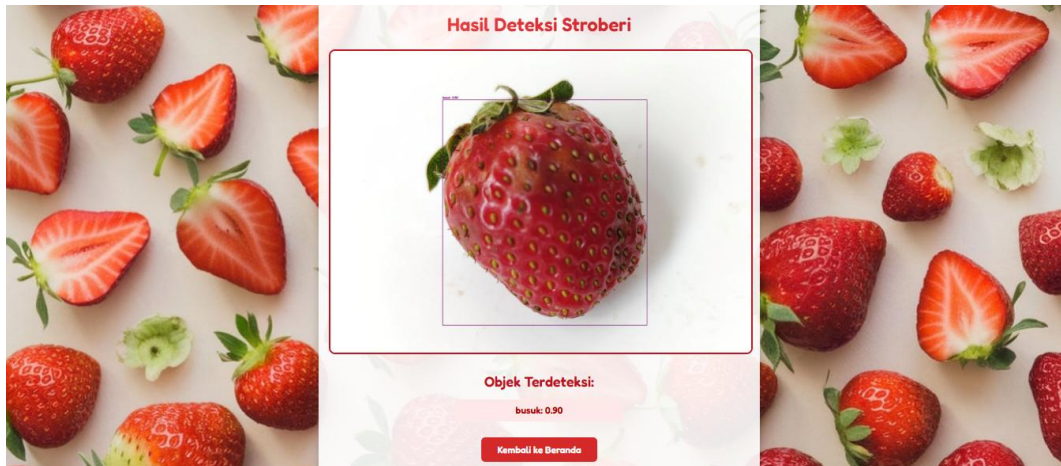 Hasil Deteksi Stroberi
Objek Terdeteksi:
busuk: 0.90
Kembali ke Beranda